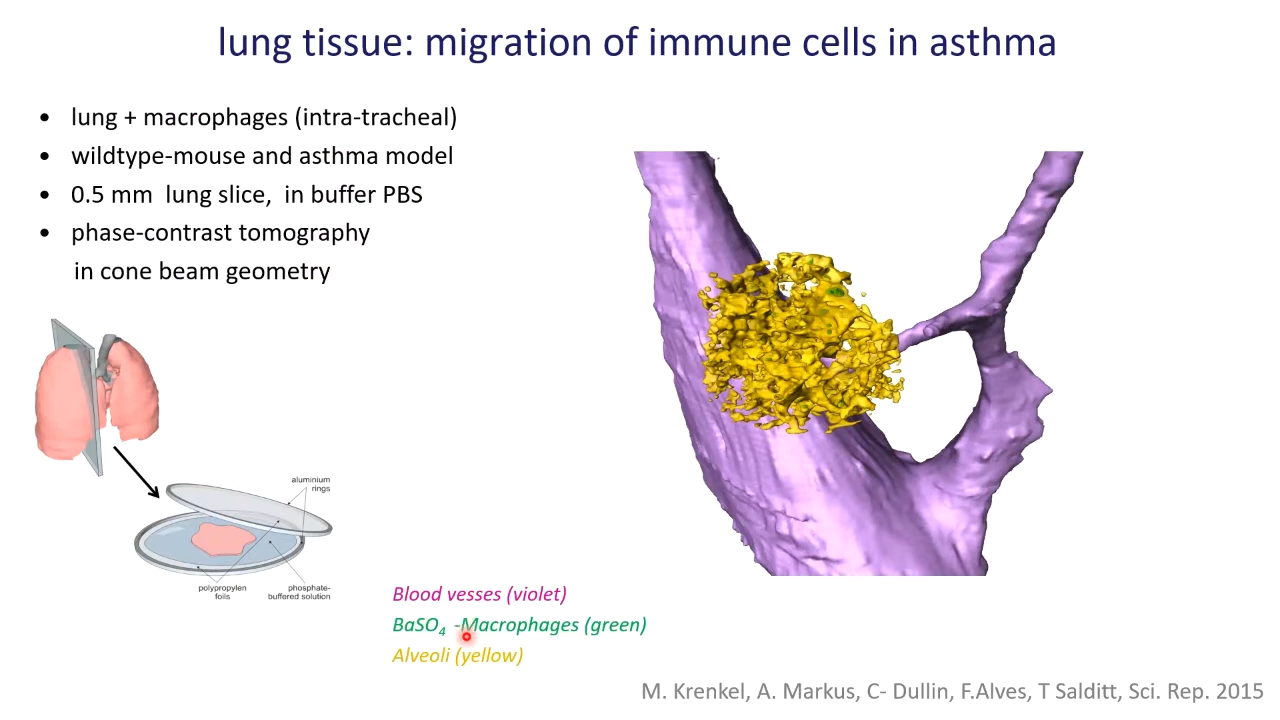 lung tissue: migration of immune cells in asthma
• lung + macrophages (intra-tracheal)
• wildtype-mouse and asthma model
• 0.5 mm lung slice, in buffer PBS
• phase-contrast tomography
in cone beam geometry
aluminium
rings
polypropylen
foils
phosphate-
buffered solution
Blood vesses (violet)
BaSO4 -Macrophages (green)
Alveoli (yellow)
M. Krenkel, A. Markus, C- Dullin, F.Alves, T Salditt, Sci. Rep. 2015